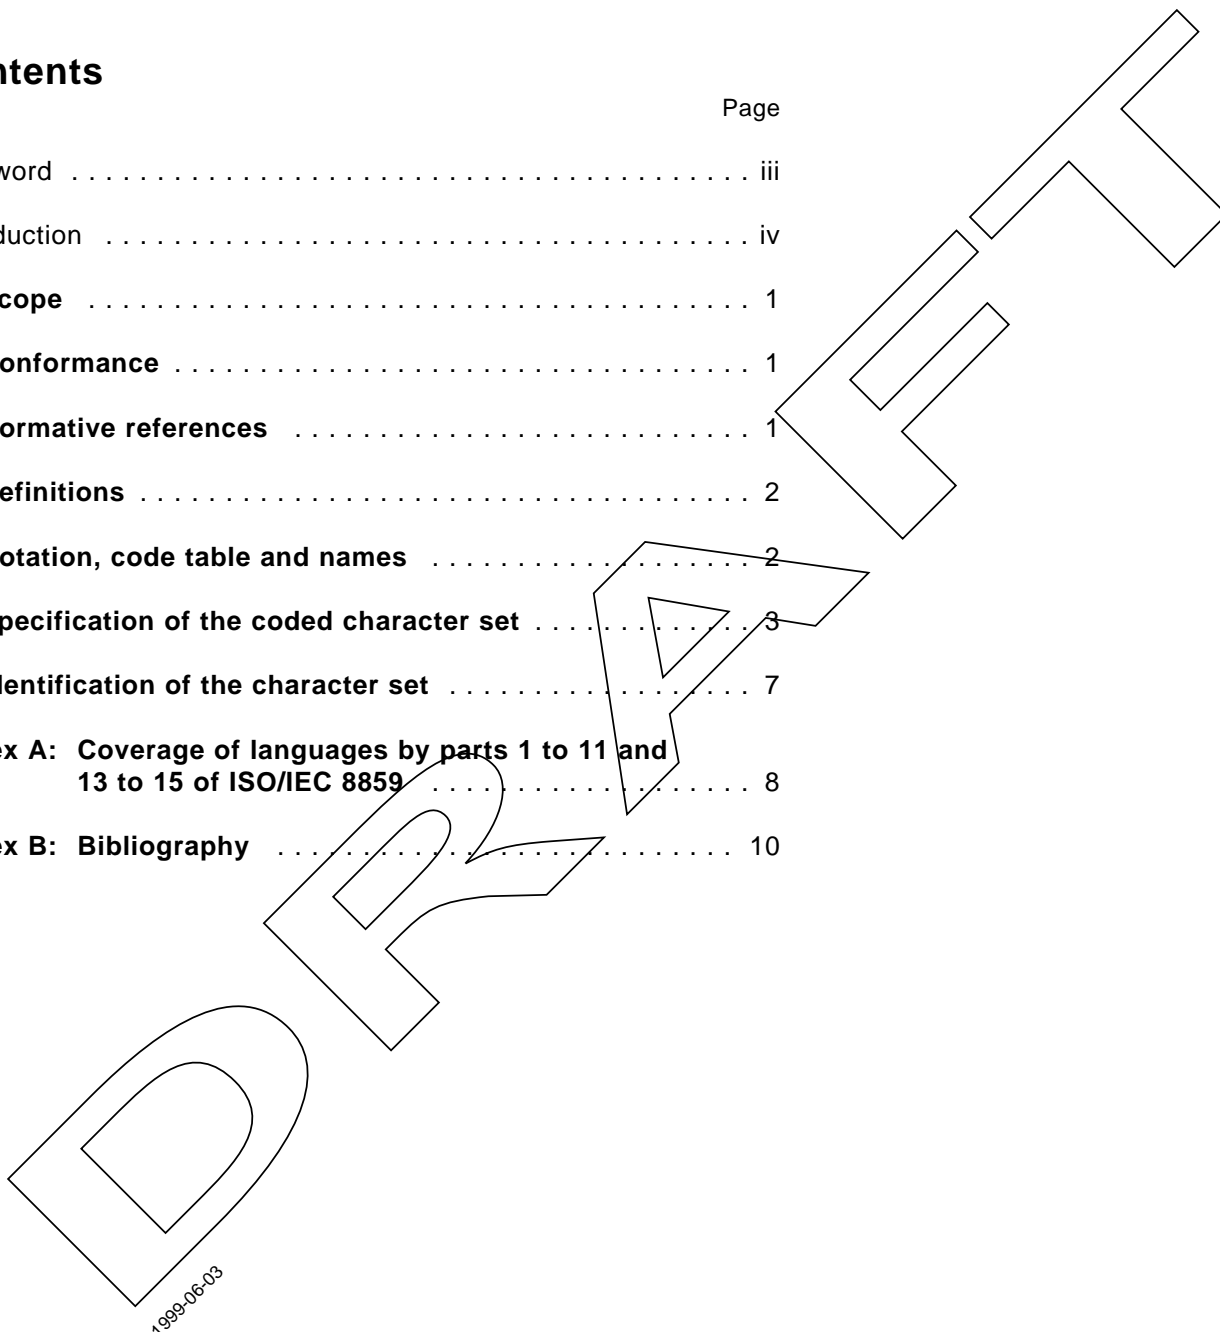 ntents
Page
word . . . . . . . . . . . . . . . . . . . . . . . . . . . . . . . . . . . . . . . . iii
duction . . . . . . . . . . . . . . . . . . . . . . . . . . . . . . . . . . . . . . iv
cope . . . . . . . . . . . . . . . . . . . . . . . . . . . . . . . . . . . . . . . 1
onformance . . . . . . . . . . . . . . . . . . . . . . . . . . . . . . . . . . 1
ormative references . . . . . . . . . . . . . . . . . . . . . . . . . . . 1
efinitions . . . . . . . . . . . . . . . . . . . . . . . . . . . . . . . . . . . . 2
otation, code table and names . . . . . . . . . . . . . . . . . . . 2
pecification of the coded character set . . . . . . . . . . . . . 3
dentification of the character set . . . . . . . . . . . . . . . . . . 7
ex A: Coverage of languages by parts 1 to 11 and
13 to 15 of ISO/IEC 8859 . . . . . . . . . . . . . . . . . . . 8
ex B: Bibliography . . . . . . . . . . . . . . . . . . . . . . . . . . . 10
DRAFT
1999-06-03